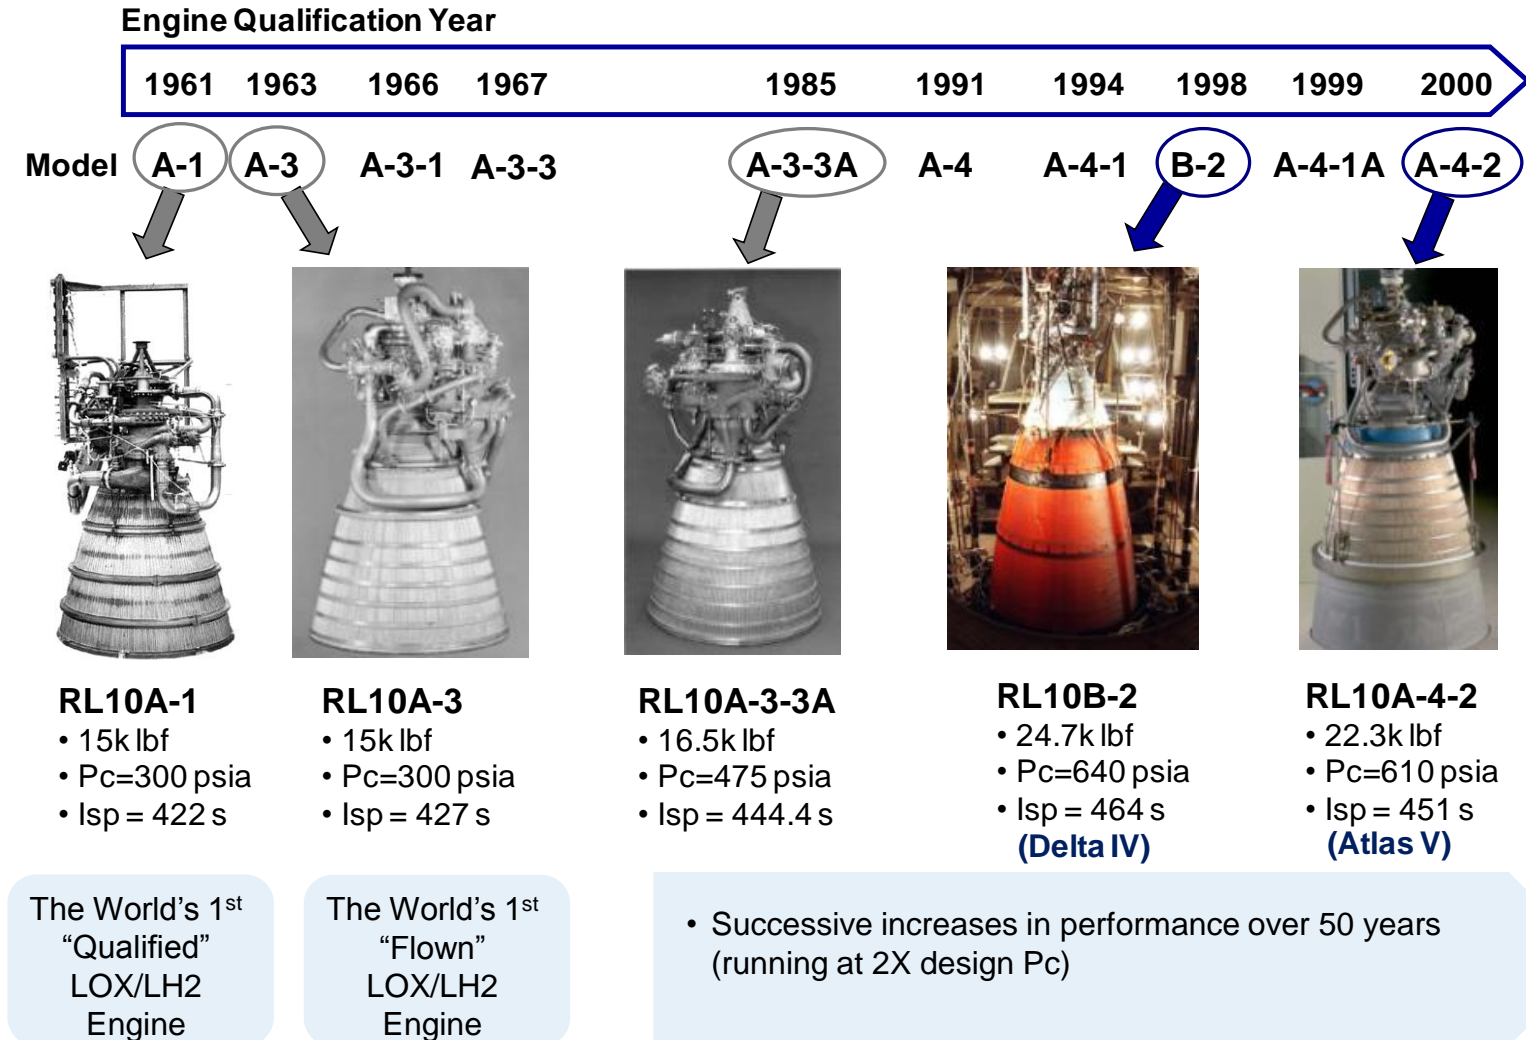 Engine Qualification Year
1961 1963 1966 1967 1985 1991 1994 1998 1999 2000
Model A-1 A-3 A-3-1 A-3-3 A-3-3A A-4 A-4-1 B-2 A-4-1A A-4-2
RL10A-1
• 15k lbf
• Pc=300 psia
• Isp = 422 s
RL10A-3
• 15k lbf
• Pc=300 psia
• Isp = 427 s
RL10A-3-3A
• 16.5k lbf
• Pc=475 psia
• Isp = 444.4 s
RL10B-2
• 24.7k lbf
• Pc=640 psia
• Isp = 464 s
(Delta IV)
RL10A-4-2
• 22.3k lbf
• Pc=610 psia
• Isp = 451 s
(Atlas V)
The World’s 1st
“Qualified”
LOX/LH2
Engine
The World’s 1st
“Flown”
LOX/LH2
Engine
• Successive increases in performance over 50 years
(running at 2X design Pc)